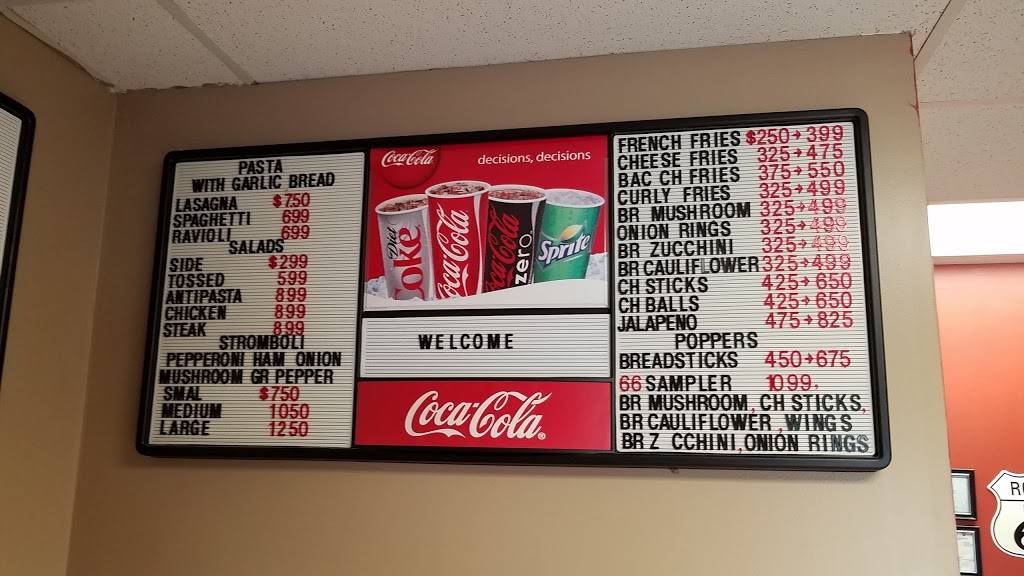 PASTA
WITH GARLIC BREAD
LASAGNA $750
SPAGHETTI 699
RAVIOLI 699
SALADS
SIDE $299
TOSSED 599
ANTIPASTA 899
CHICKEN 899
STEAK 899
STROMBOLI
PEPPERONI HAM ONION
MUSHROOM GR PEPPER
SMAL $750
MEDIUM 1050
LARGE 1250
Coca-Cola
decisions, decisions
Diet Coke
Coca-Cola
Coca-Cola zero
Sprite
WELCOME
Coca-Cola
FRENCH FRIES $250→399
CHEESE FRIES 325→475
BAC CH FRIES 375→550
CURLY FRIES 325→499
BR MUSHROOM 325→499
ONION RINGS 325→499
BR ZUCCHINI 325→499
BR CAULIFLOWER 325→499
CH STICKS 425→650
CH BALLS 425→650
JALAPENO 475→825
POPPERS
BREADSTICKS 450→675
66 SAMPLER 1099,
BR MUSHROOM, CH STICKS,
BR CAULIFLOWER, WING'S
BR Z CCHINI, ONION RINGS